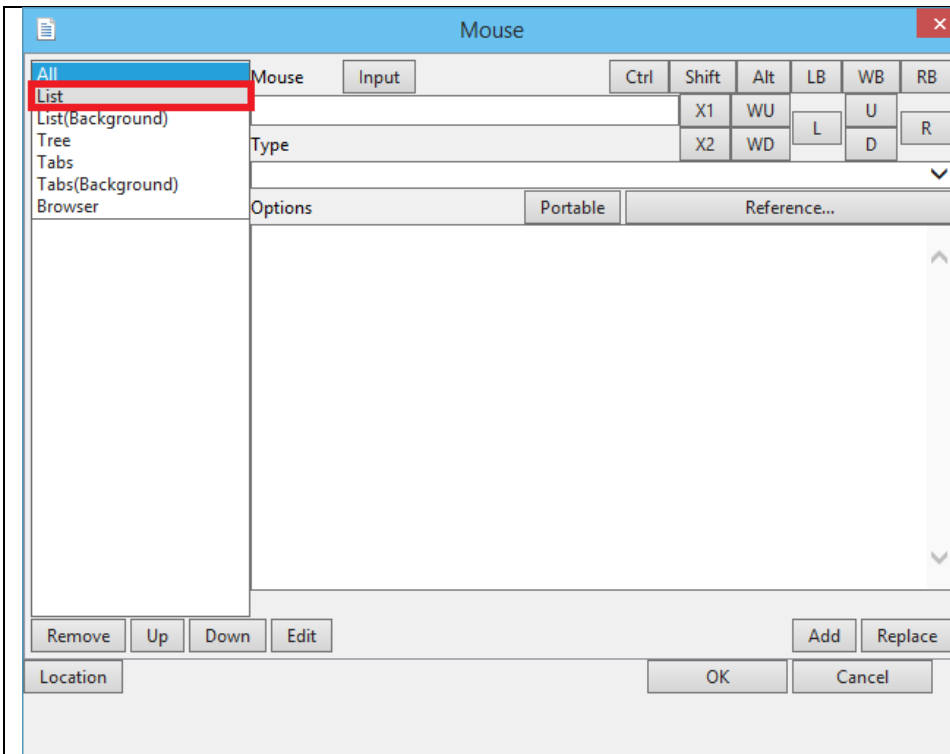 Mouse
All
List
List(Background)
Tree
Tabs
Tabs(Background)
Browser
Mouse Input Ctrl Shift Alt LB WB RB
X1 WU L U R
X2 WD D
Type
Options Portable Reference...
Remove Up Down Edit Add Replace
Location OK Cancel